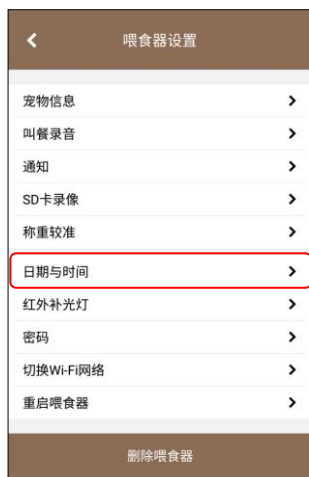 喂食器设置
宠物信息
叫餐录音
通知
SD卡录像
称重较准
日期与时间
红外补光灯
密码
切换Wi-Fi网络
重启喂食器
删除喂食器